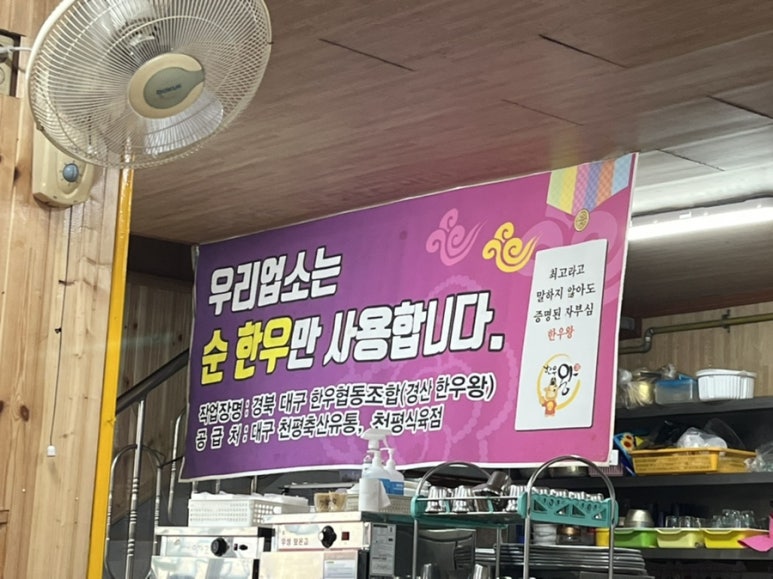 우리업소는
순 한우만 사용합니다.
작업장명 : 경북 대구 한우협동조합(경산 한우왕)
공 급 처 : 대구 천평축산유통, 천평식육점
최고라고
말하지 않아도
증명된 자부심
한우왕